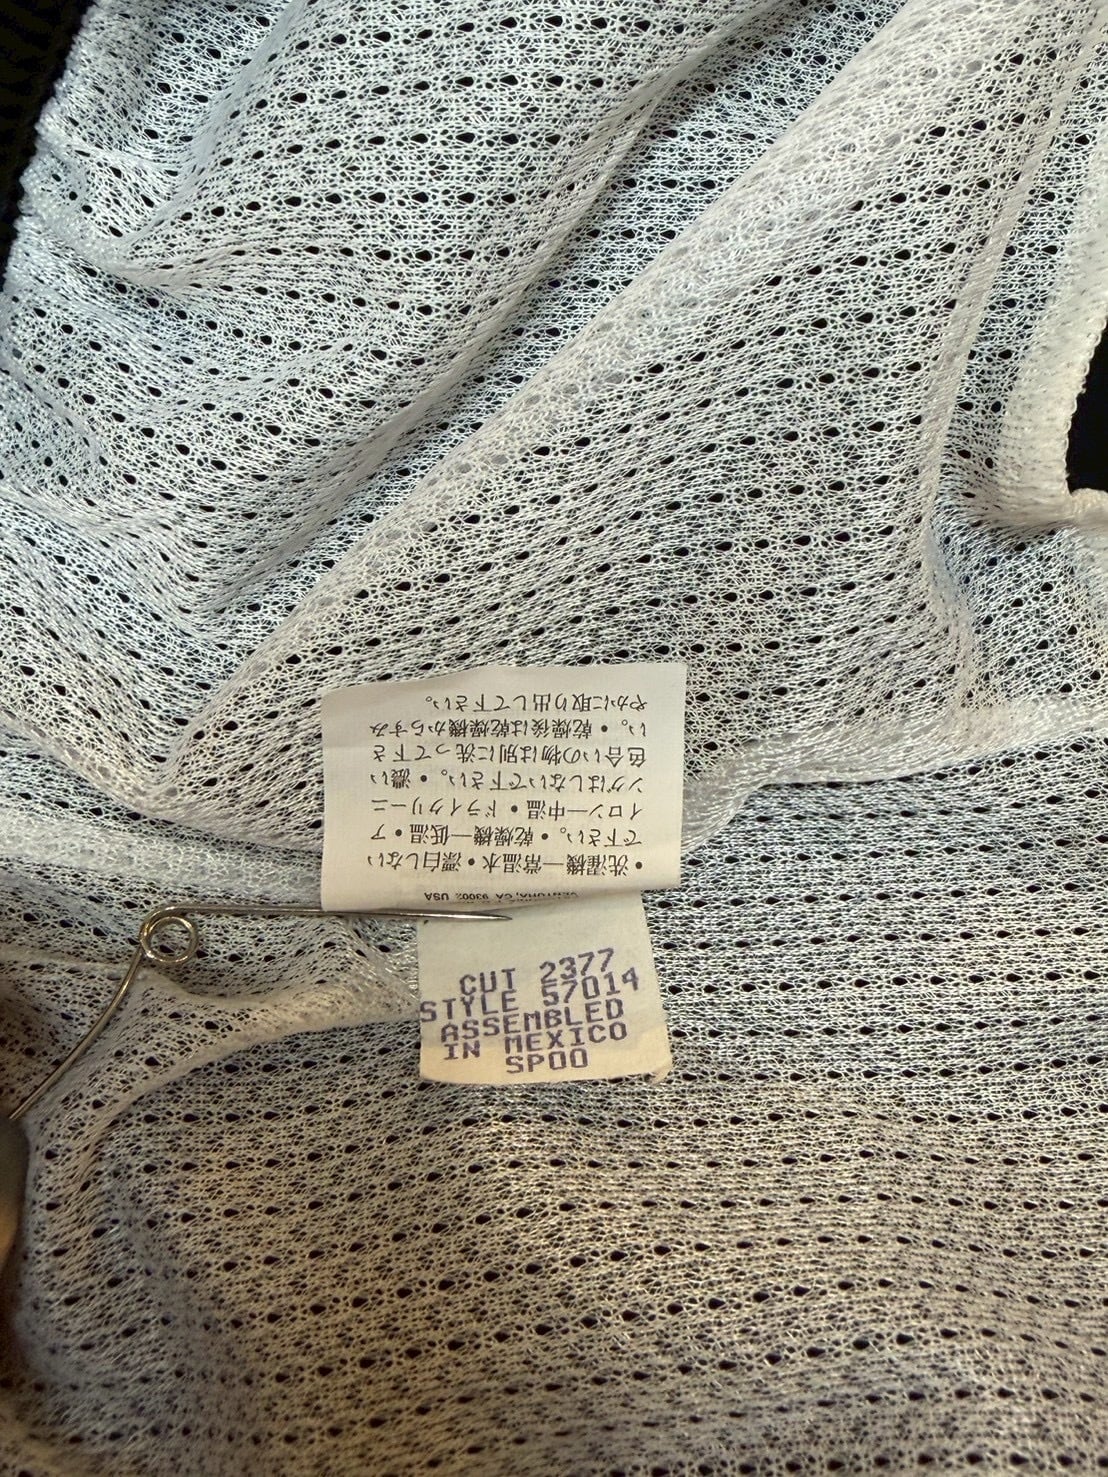 VENTURA, CA 93002 USA
・洗濯機—常温水・漂白しない
で下さい。・乾燥機—低温・ア
イロン—中温・ドライクリーニ
ングはしないで下さい。・濃い
色合いの物は別に洗って下さ
い。・乾燥後は乾燥機からすみ
やかに取り出して下さい。
CUT 2377
STYLE 57014
ASSEMBLED
IN MEXICO
SP00